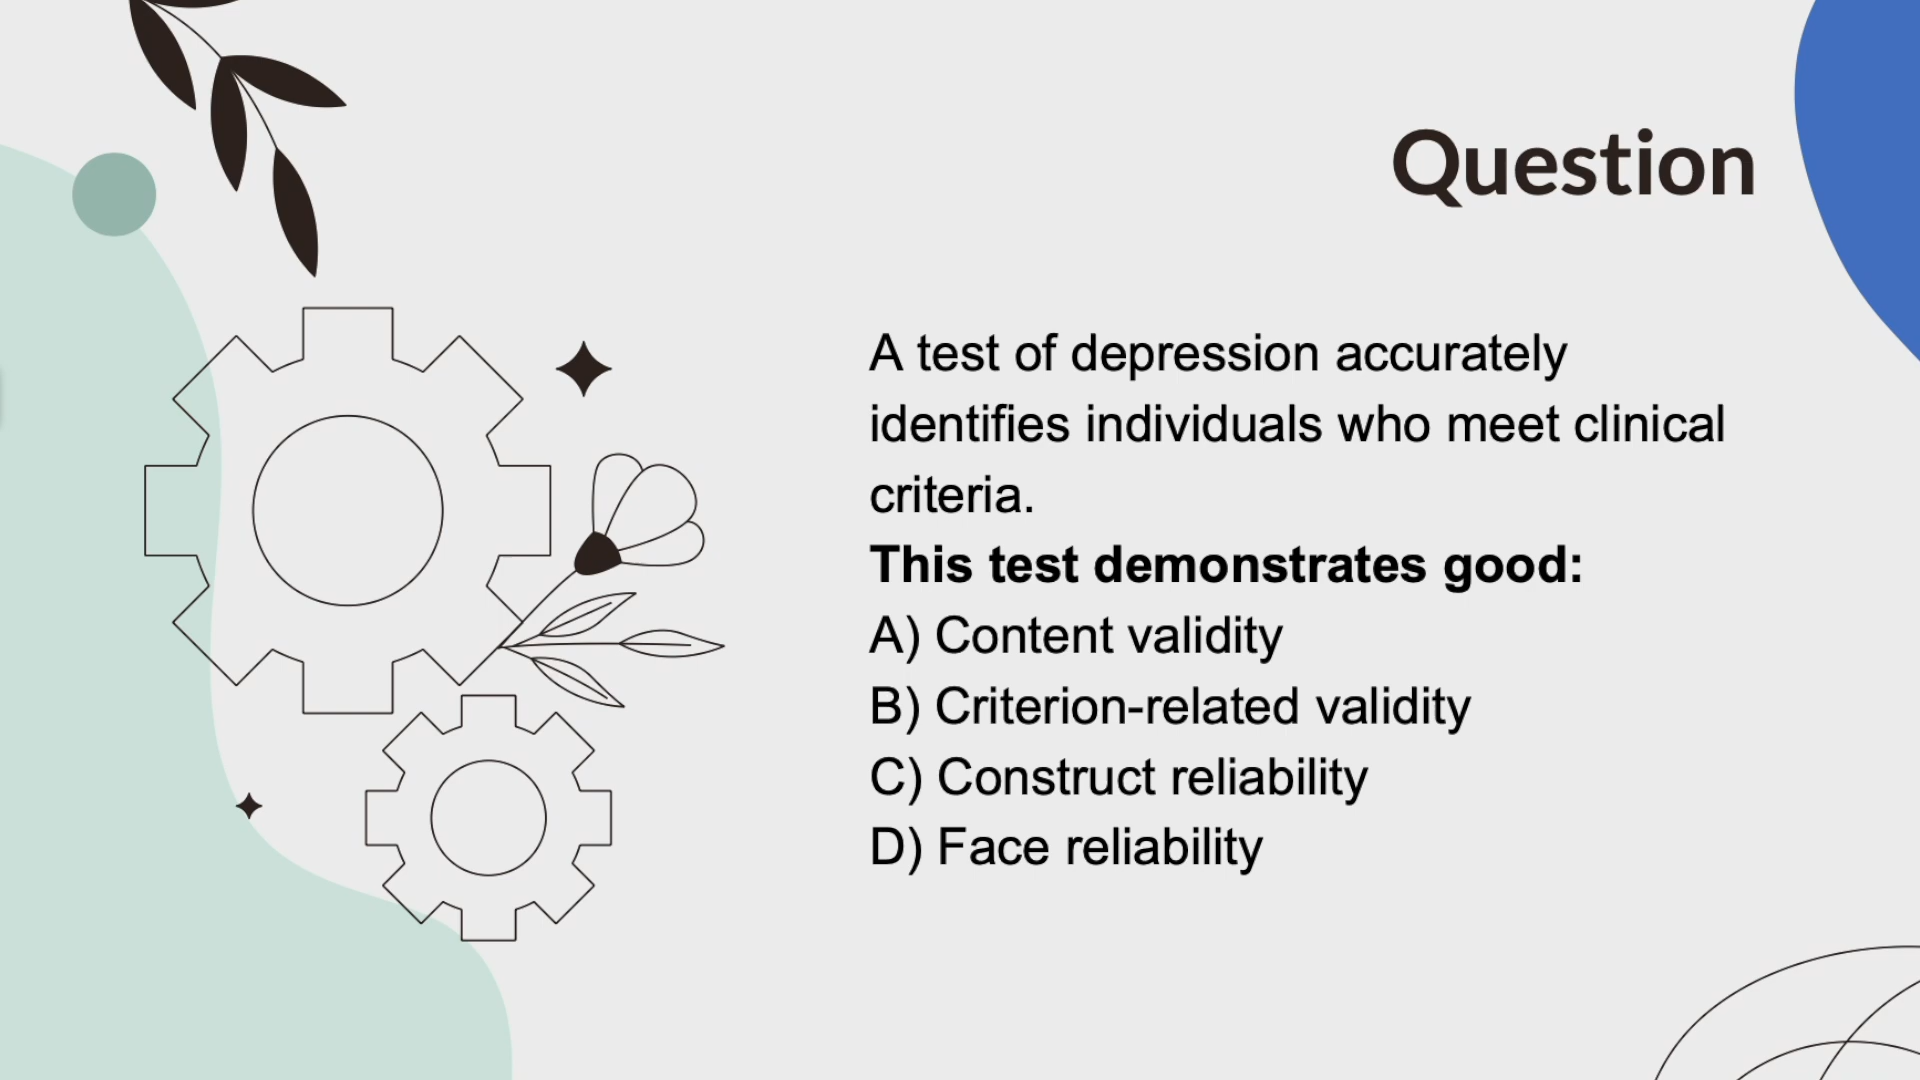 Question
A test of depression accurately
identifies individuals who meet clinical
criteria.
This test demonstrates good:
A) Content validity
B) Criterion-related validity
C) Construct reliability
D) Face reliability